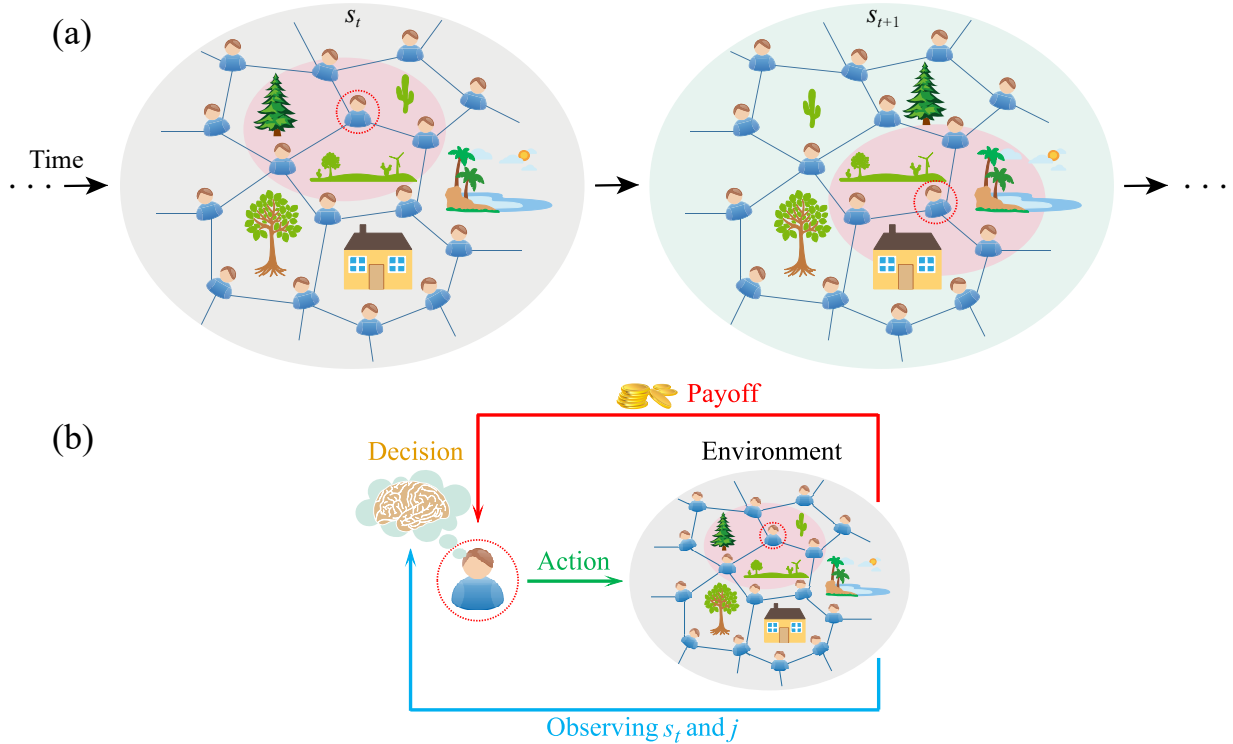 (a)
s_t
s_{t+1}
Time
· · ·
· · ·
Payoff
(b)
Decision
Environment
Action
Observing s_t and j